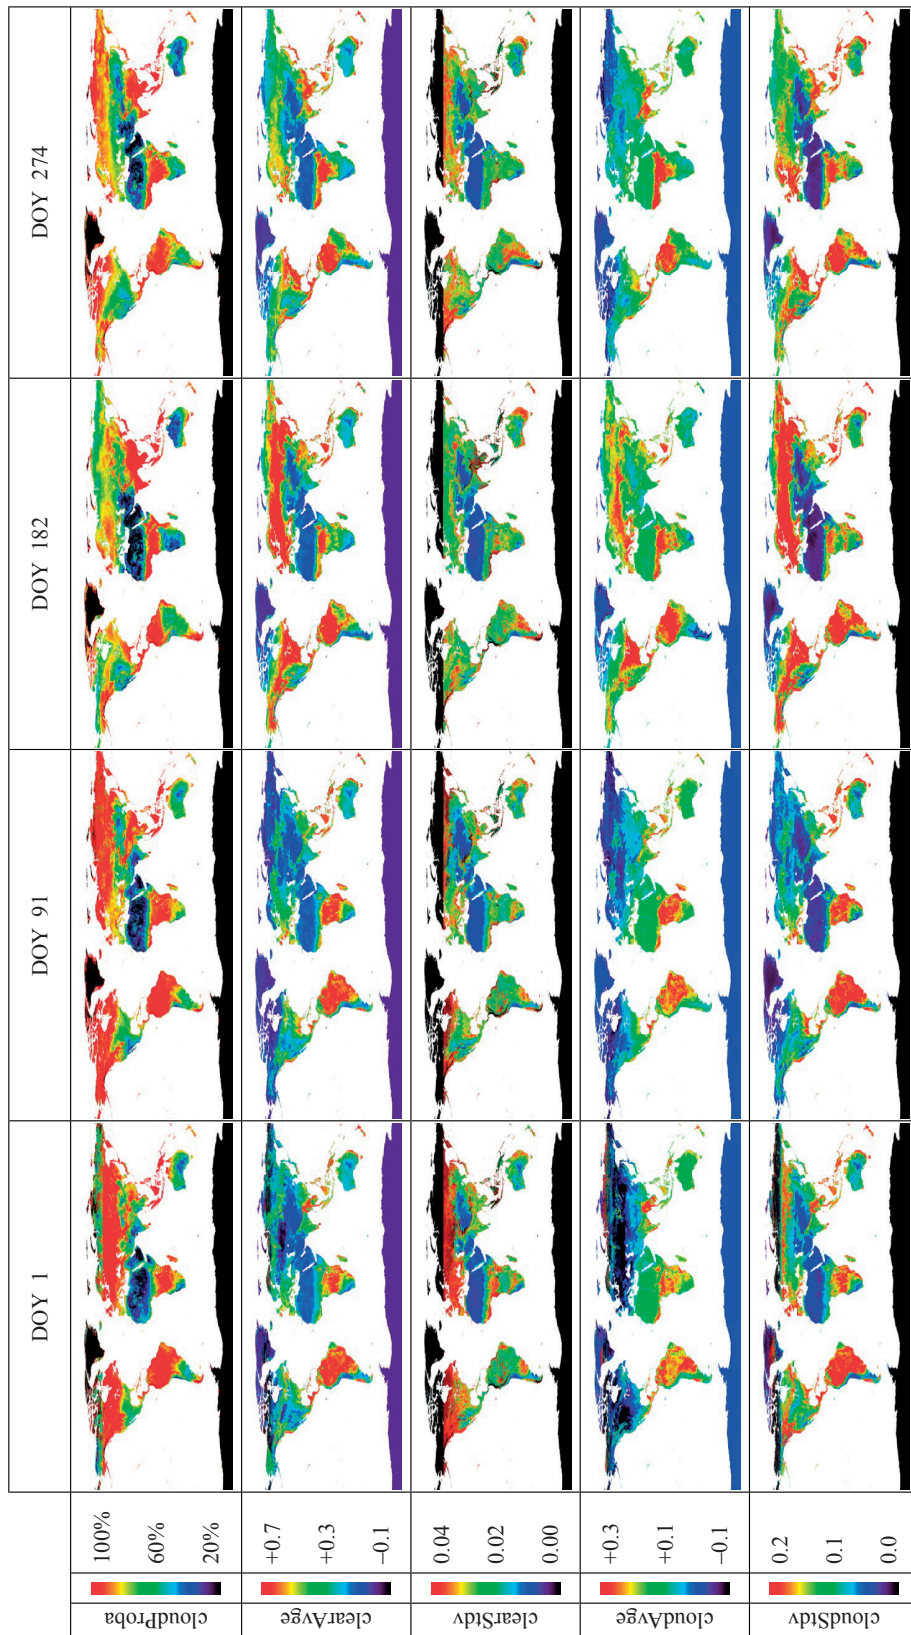 DOY 1
DOY 91
DOY 182
DOY 274
cloudProba
100%
60%
20%
clearAvge
+0.7
+0.3
−0.1
clearStdv
0.04
0.02
0.00
cloudAvge
+0.3
+0.1
−0.1
cloudStdv
0.2
0.1
0.0